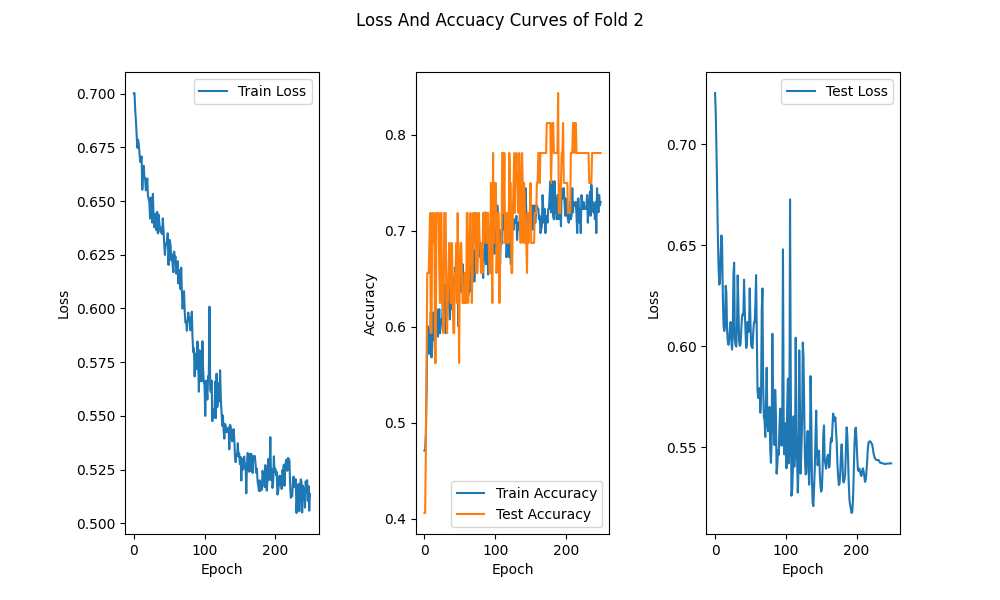 Loss And Accuacy Curves of Fold 2
Train Loss
0.700
0.675
0.650
0.625
0.600
0.575
0.550
0.525
0.500
Loss
0
100
200
Epoch
0.8
0.7
0.6
0.5
0.4
Accuracy
Train Accuracy
Test Accuracy
0
100
200
Epoch
Test Loss
0.70
0.65
0.60
0.55
Loss
0
100
200
Epoch